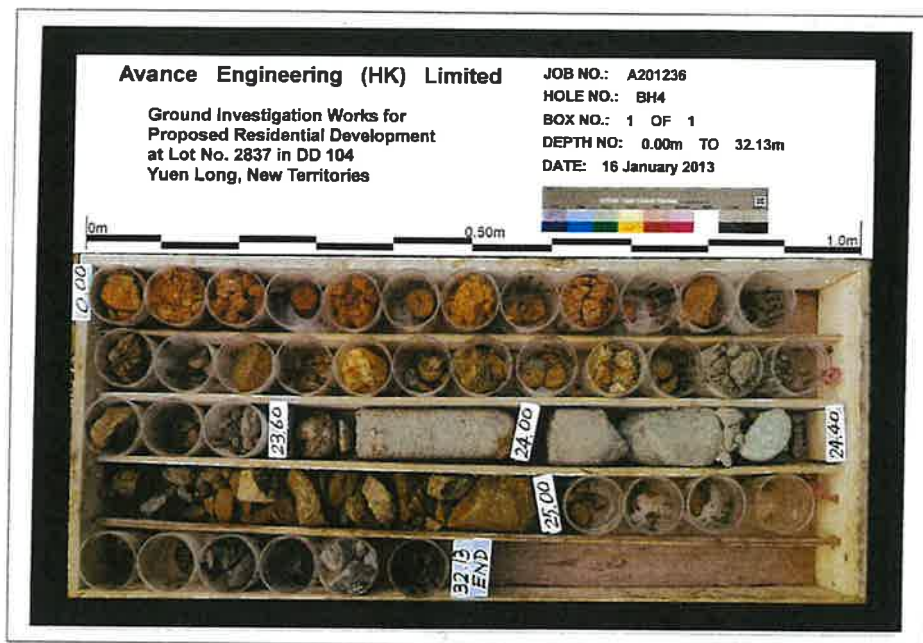 Avance Engineering (HK) Limited
Ground Investigation Works for
Proposed Residential Development
at Lot No. 2837 in DD 104
Yuen Long, New Territories
JOB NO.: A201236
HOLE NO.: BH4
BOX NO.: 1 OF 1
DEPTH NO: 0.00m TO 32.13m
DATE: 16 January 2013
0m
0.50m
1.0m
0.00
23.60
24.00
24.40
25.00
32.13
END